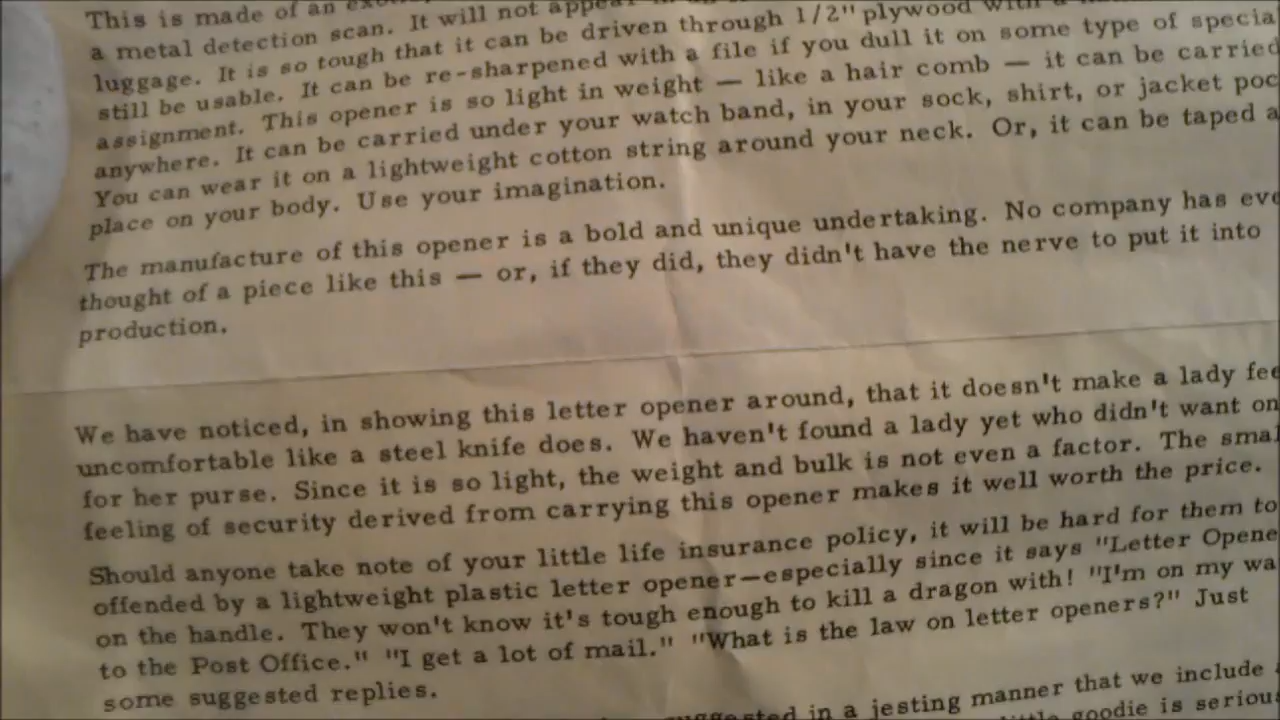 This is made of an
a metal detection scan. It will not appear
luggage. It is so tough that it can be driven through 1/2" plywood with a
still be usable. It can be re-sharpened with a file if you dull it on some type of specia
assignment. This opener is so light in weight — like a hair comb — it can be carried
anywhere. It can be carried under your watch band, in your sock, shirt, or jacket poc
You can wear it on a lightweight cotton string around your neck. Or, it can be taped a
place on your body. Use your imagination.
The manufacture of this opener is a bold and unique undertaking. No company has eve
thought of a piece like this — or, if they did, they didn't have the nerve to put it into
production.
We have noticed, in showing this letter opener around, that it doesn't make a lady fee
uncomfortable like a steel knife does. We haven't found a lady yet who didn't want on
for her purse. Since it is so light, the weight and bulk is not even a factor. The smal
feeling of security derived from carrying this opener makes it well worth the price.
Should anyone take note of your little life insurance policy, it will be hard for them to
offended by a lightweight plastic letter opener—especially since it says "Letter Opene
on the handle. They won't know it's tough enough to kill a dragon with! "I'm on my wa
to the Post Office." "I get a lot of mail." "What is the law on letter openers?" Just
some suggested replies.
in a jesting manner that we include
goodie is seriou